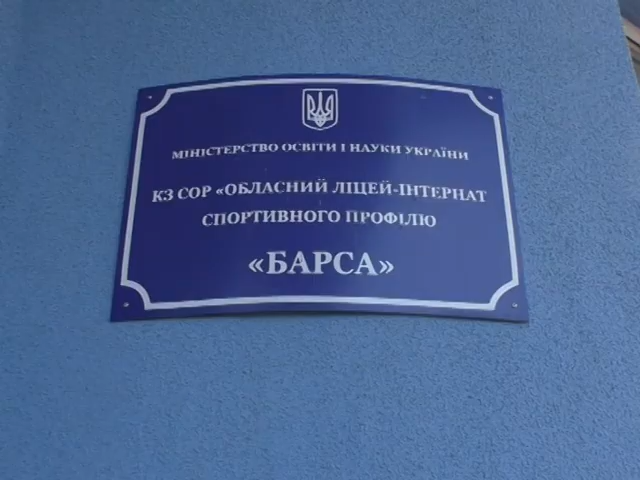 МІНІСТЕРСТВО ОСВІТИ І НАУКИ УКРАЇНИ
КЗ СОР «ОБЛАСНИЙ ЛІЦЕЙ-ІНТЕРНАТ
СПОРТИВНОГО ПРОФІЛЮ
«БАРСА»